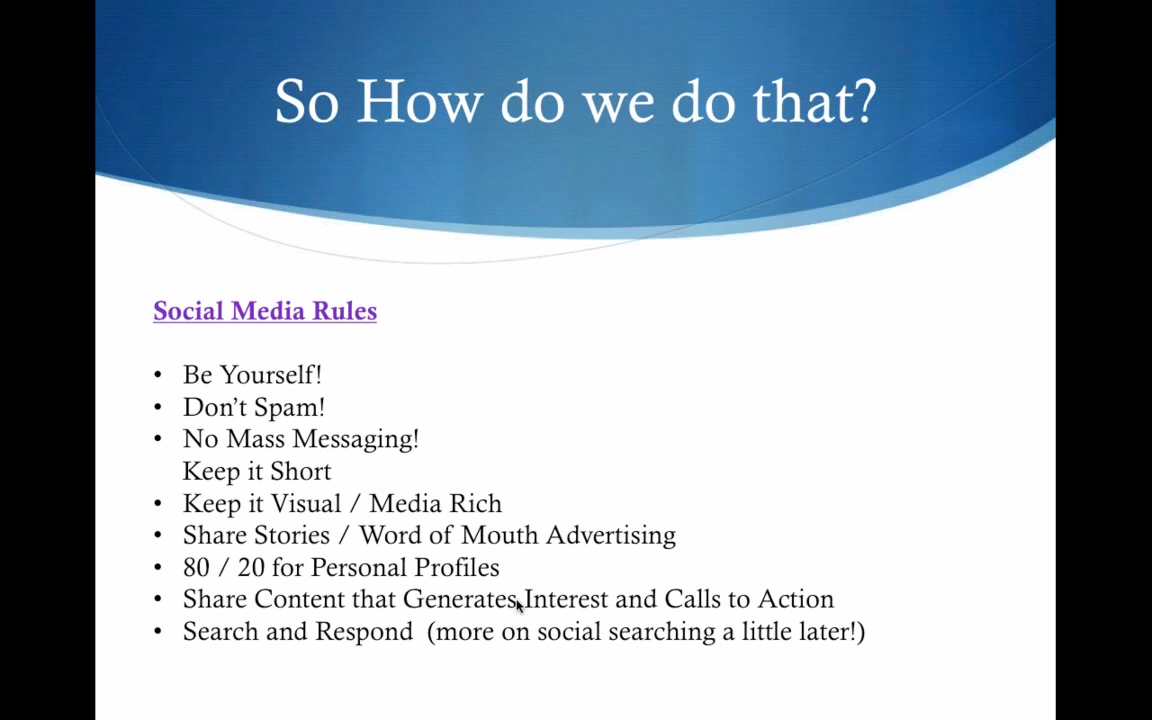 So How do we do that?
Social Media Rules
• Be Yourself!
• Don’t Spam!
• No Mass Messaging!
Keep it Short
• Keep it Visual / Media Rich
• Share Stories / Word of Mouth Advertising
• 80 / 20 for Personal Profiles
• Share Content that Generates Interest and Calls to Action
• Search and Respond (more on social searching a little later!)